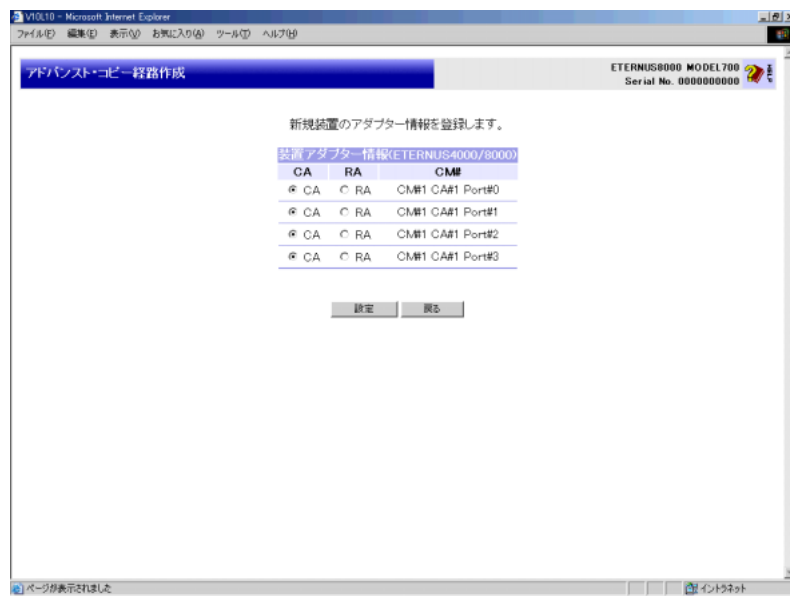 V10L10 - Microsoft Internet Explorer
ファイル(F) 編集(E) 表示(V) お気に入り(A) ツール(T) ヘルプ(H)
アドバンスト・コピー経路作成
ETERNUS8000 MODEL700
Serial No. 0000000000
HELP
新規装置のアダプター情報を登録します。
装置アダプター情報(ETERNUS4000/8000)
CA RA CM#
CA RA CM#1 CA#1 Port#0
CA RA CM#1 CA#1 Port#1
CA RA CM#1 CA#1 Port#2
CA RA CM#1 CA#1 Port#3
設定 戻る
ページが表示されました イントラネット